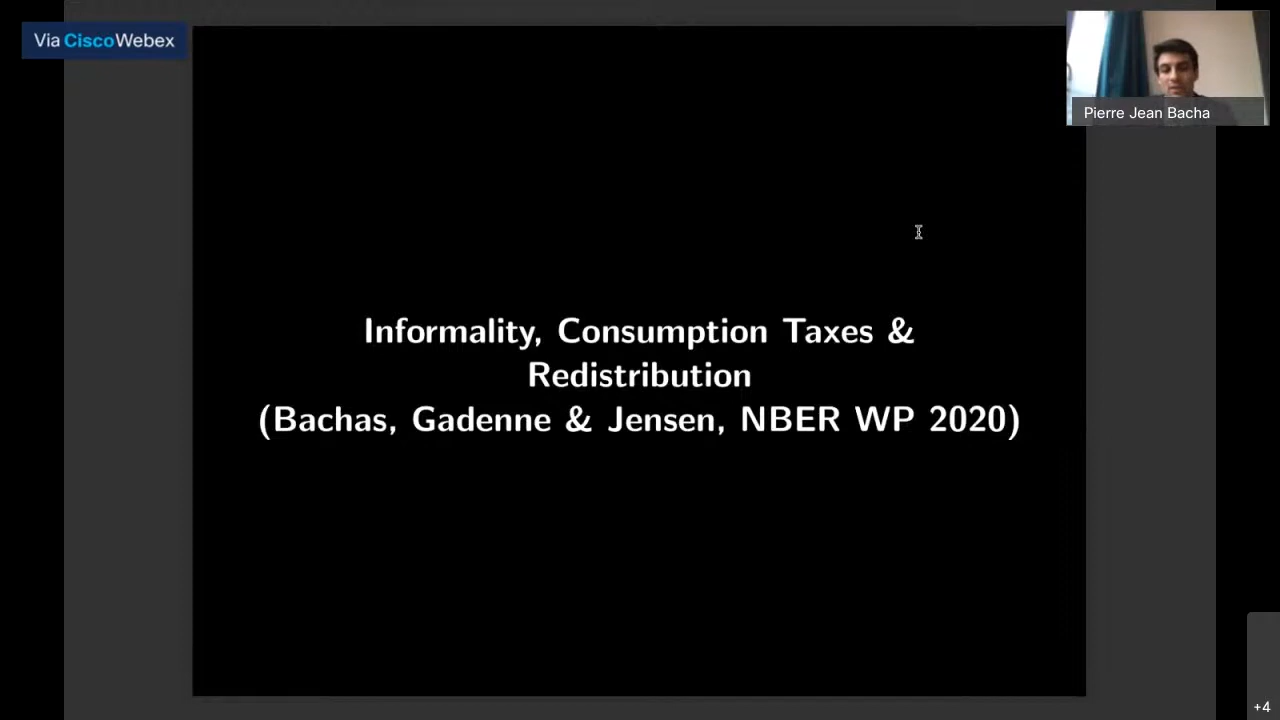 Via CiscoWebex
Pierre Jean Bacha
Informality, Consumption Taxes &
Redistribution
(Bachas, Gadenne & Jensen, NBER WP 2020)
+4